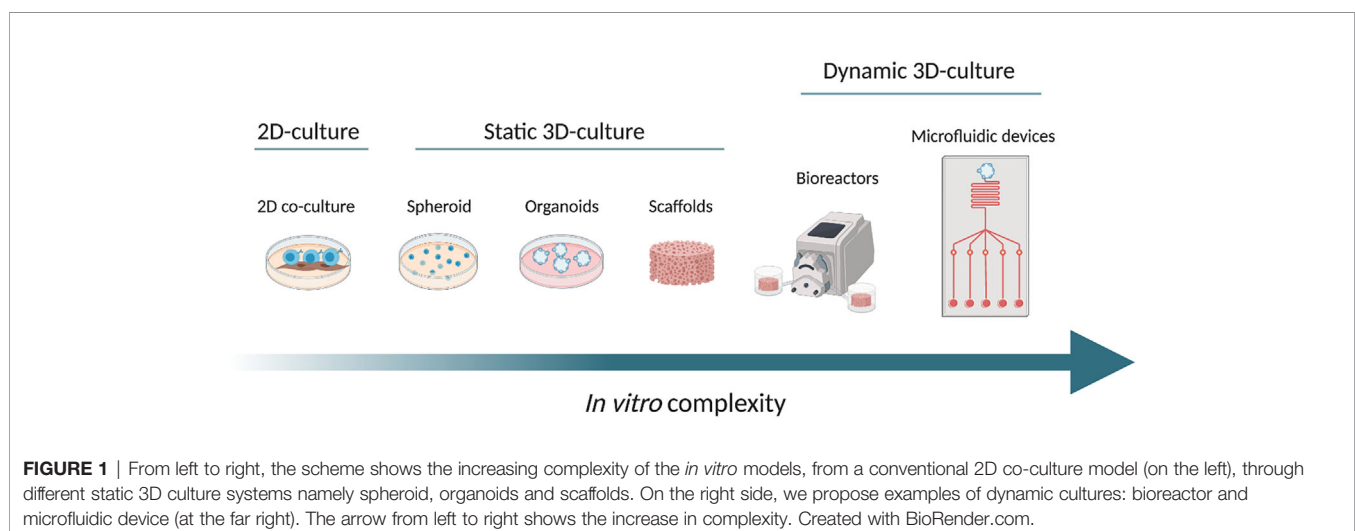 Dynamic 3D-culture
2D-culture
Static 3D-culture
Microfluidic devices
Bioreactors
2D co-culture
Spheroid
Organoids
Scaffolds
In vitro complexity
FIGURE 1 | From left to right, the scheme shows the increasing complexity of the in vitro models, from a conventional 2D co-culture model (on the left), through
different static 3D culture systems namely spheroid, organoids and scaffolds. On the right side, we propose examples of dynamic cultures: bioreactor and
microfluidic device (at the far right). The arrow from left to right shows the increase in complexity. Created with BioRender.com.